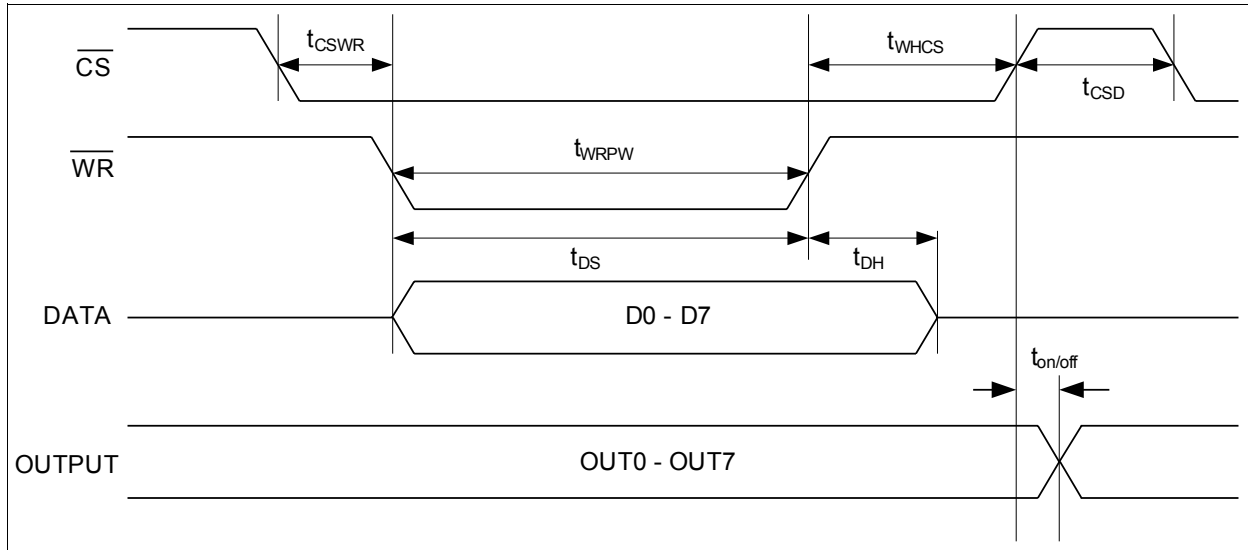 CS
tCSWR
tWHCS
tCSD
WR
tWRPW
tDS
tDH
DATA
D0 - D7
ton/off
OUTPUT
OUT0 - OUT7